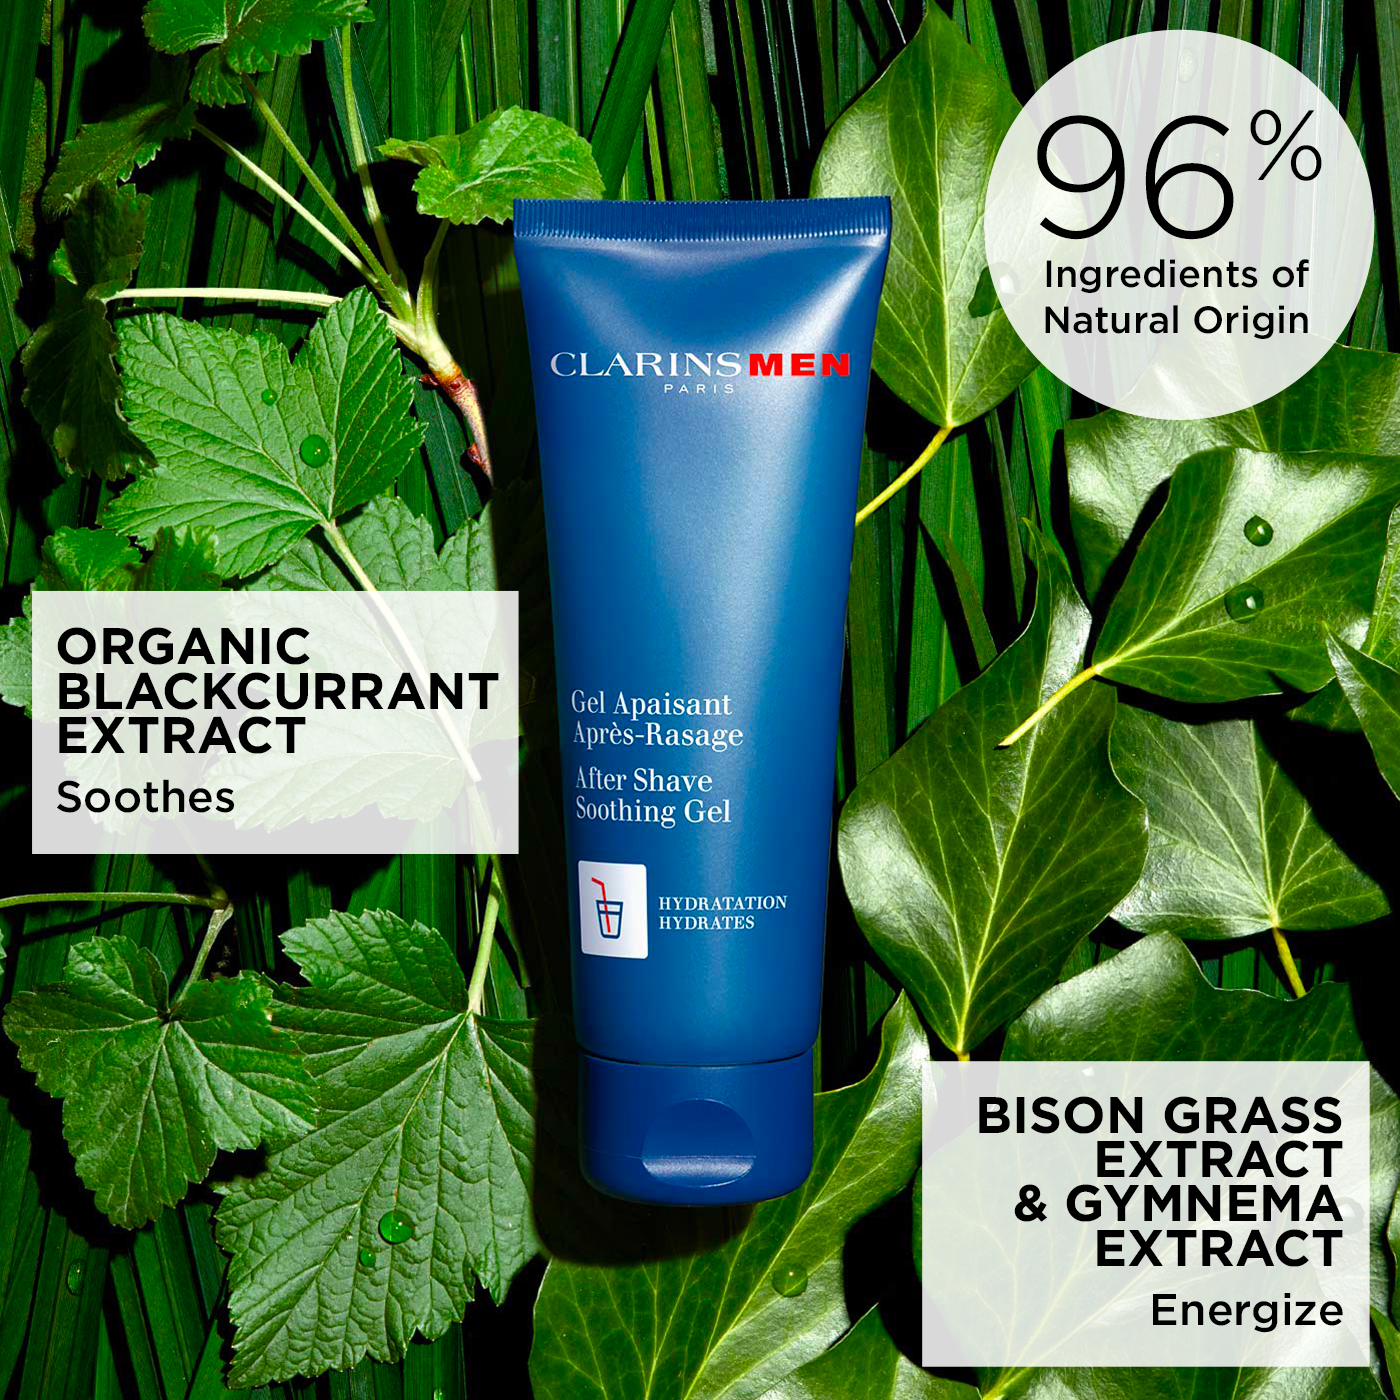 96%
Ingredients of
Natural Origin
CLARINSMEN
PARIS
ORGANIC
BLACKCURRANT
EXTRACT
Soothes
Gel Apaisant
Après-Rasage
After Shave
Soothing Gel
HYDRATATION
HYDRATES
BISON GRASS
EXTRACT
& GYMNEMA
EXTRACT
Energize